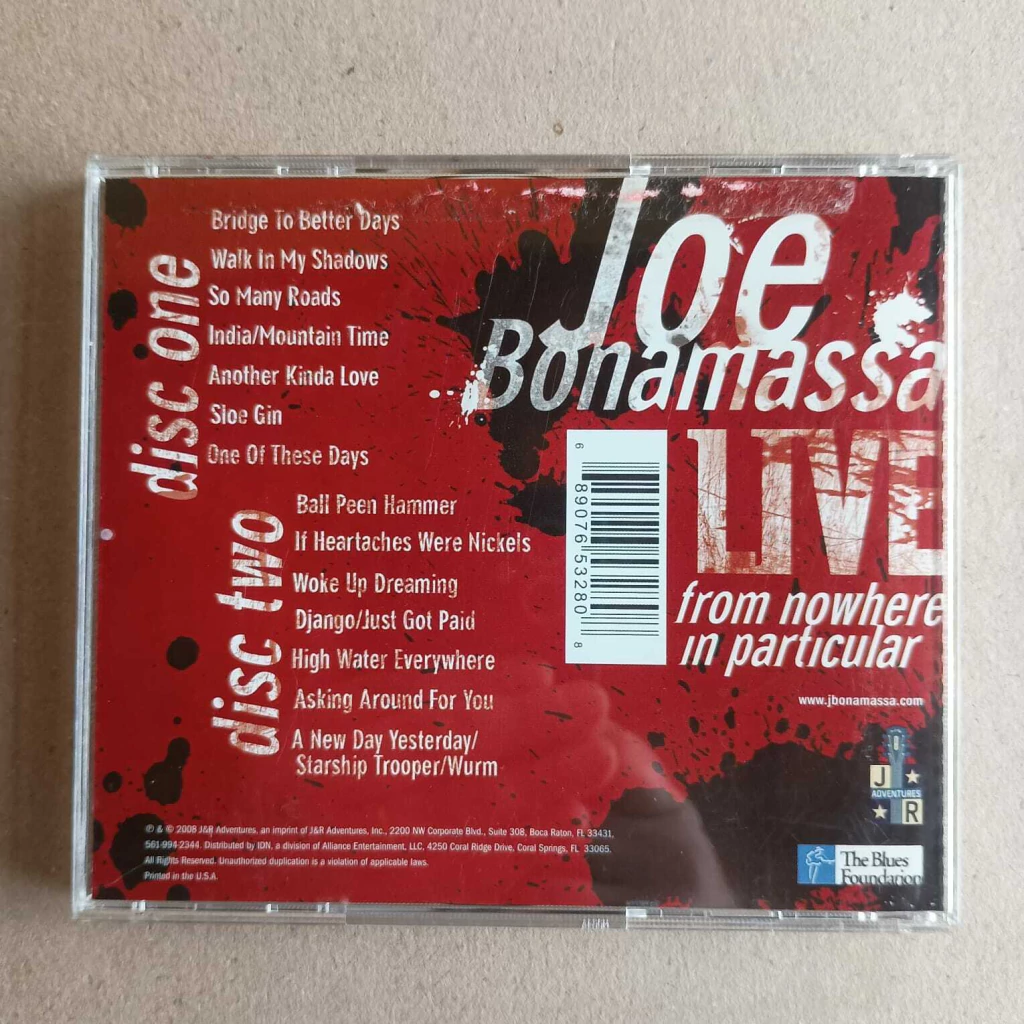 disc one
Bridge To Better Days
Walk In My Shadows
So Many Roads
India/Mountain Time
Another Kinda Love
Sloe Gin
One Of These Days
disc two
Ball Peen Hammer
If Heartaches Were Nickels
Woke Up Dreaming
Django/Just Got Paid
High Water Everywhere
Asking Around For You
A New Day Yesterday/
Starship Trooper/Wurm
Joe
Bonamassa
LIVE
from nowhere
in particular
6 89076 53280 8
www.jbonamassa.com
J
ADVENTURES
R
The Blues
Foundation
℗ & © 2008 J&R Adventures, an imprint of J&R Adventures, Inc., 2200 NW Corporate Blvd., Suite 308, Boca Raton, FL 33431,
561-994-2344. Distributed by IDN, a division of Alliance Entertainment, LLC, 4250 Coral Ridge Drive, Coral Springs, FL 33065.
All Rights Reserved. Unauthorized duplication is a violation of applicable laws.
Printed in the U.S.A.